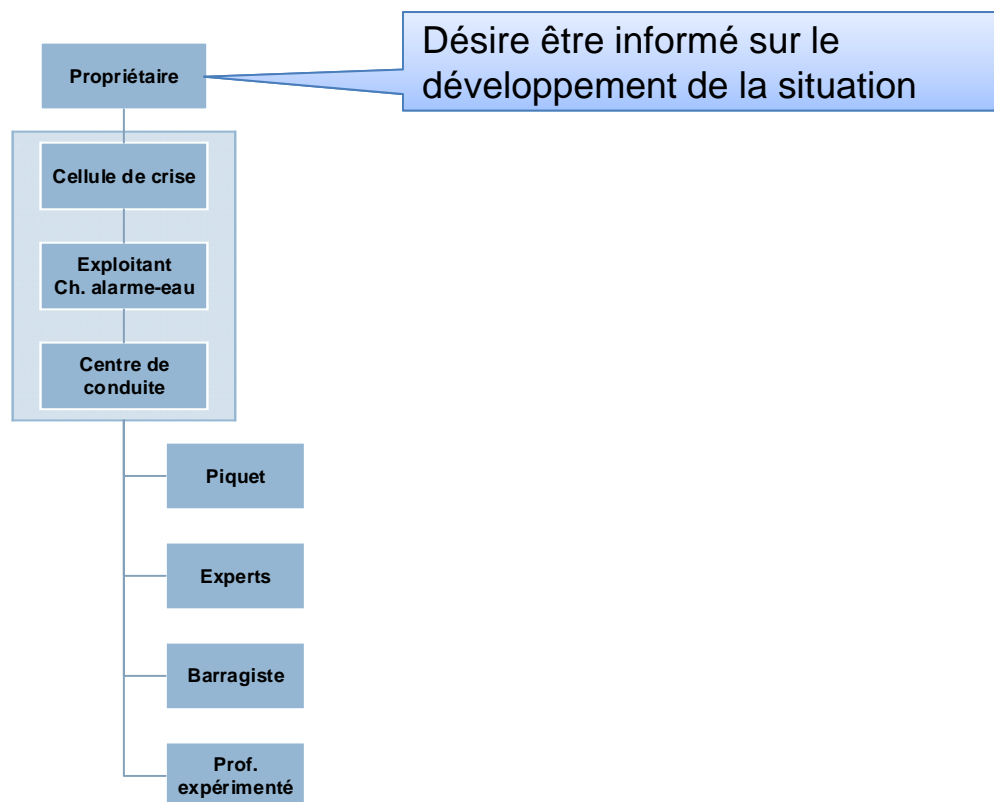 Désire être informé sur le
développement de la situation
Propriétaire
Cellule de crise
Exploitant
Ch. alarme-eau
Centre de
conduite
Piquet
Experts
Barragiste
Prof.
expérimenté